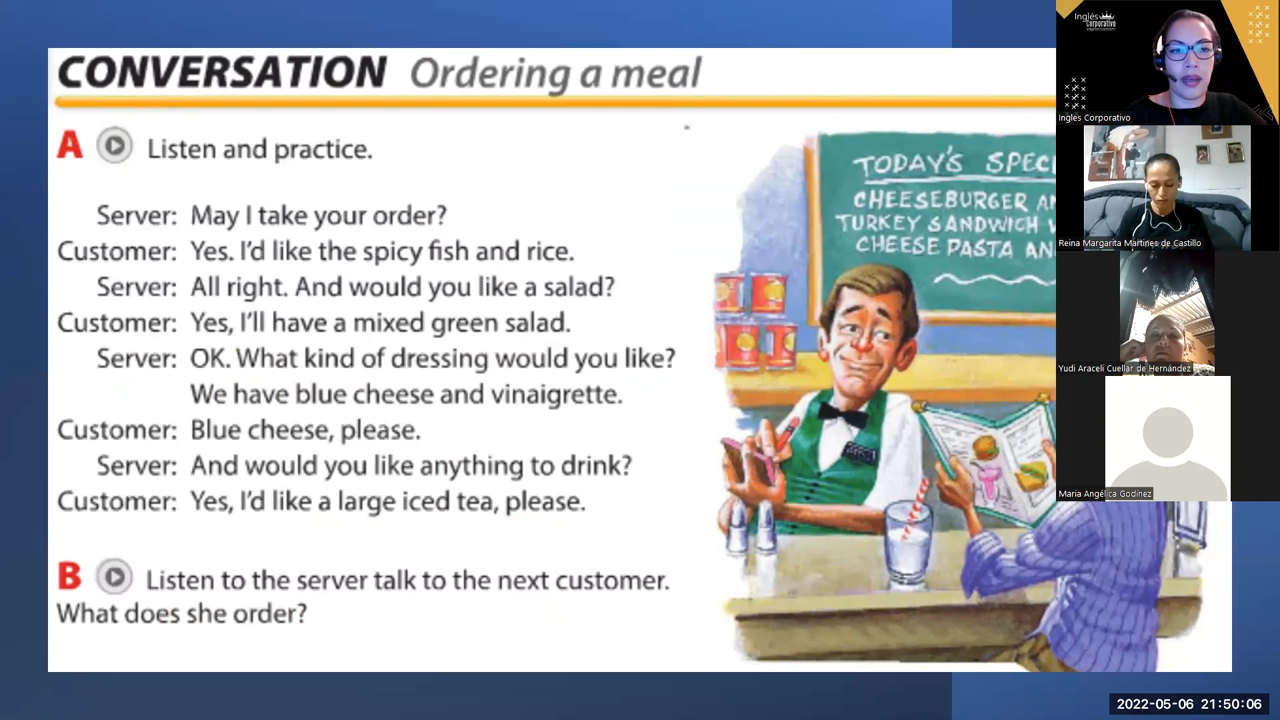 CONVERSATION Ordering a meal
A Listen and practice.
Server: May I take your order?
Customer: Yes. I'd like the spicy fish and rice.
Server: All right. And would you like a salad?
Customer: Yes, I'll have a mixed green salad.
Server: OK. What kind of dressing would you like?
We have blue cheese and vinaigrette.
Customer: Blue cheese, please.
Server: And would you like anything to drink?
Customer: Yes, I'd like a large iced tea, please.
B Listen to the server talk to the next customer.
What does she order?
TODAY'S SPEC
CHEESEBURGER AN
TURKEY SANDWICH
CHEESE PASTA AN
Inglés
Corporativo
Inglés Corporativo
Reina Margarita Martines de Castillo
Yudi Araceli Cuellar de Hernández
Maria Angélica Godinez
2022-05-06 21:50:06